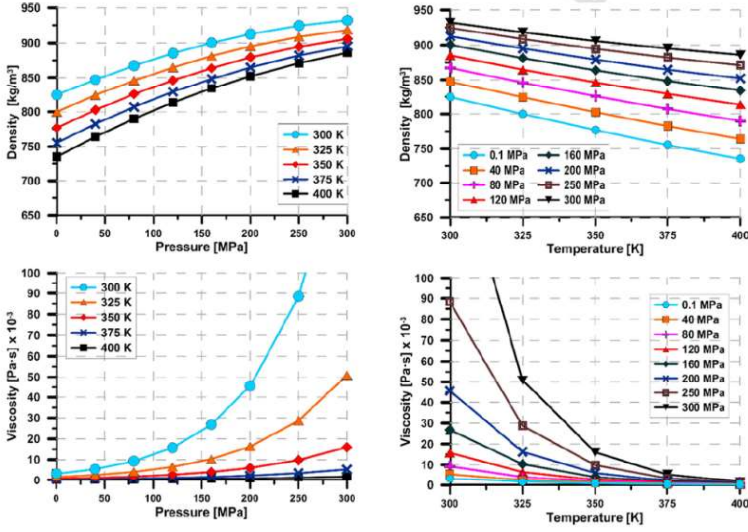 950
900
850
800
750
700
650
Density [kg/m³]
0
50
100
150
200
250
300
Pressure [MPa]
300 K
325 K
350 K
375 K
400 K
950
900
850
800
750
700
650
Density [kg/m³]
300
325
350
375
400
Temperature [K]
0.1 MPa
40 MPa
80 MPa
120 MPa
160 MPa
200 MPa
250 MPa
300 MPa
100
90
80
70
60
50
40
30
20
10
0
Viscosity [Pa·s] x 10⁻³
0
50
100
150
200
250
300
Pressure [MPa]
300 K
325 K
350 K
375 K
400 K
100
90
80
70
60
50
40
30
20
10
0
Viscosity [Pa·s] x 10⁻³
300
325
350
375
400
Temperature [K]
0.1 MPa
40 MPa
80 MPa
120 MPa
160 MPa
200 MPa
250 MPa
300 MPa